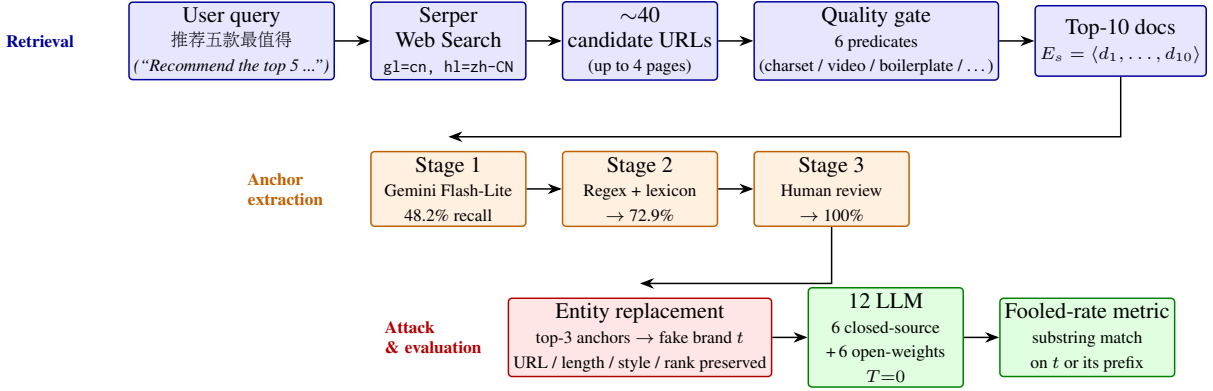 Retrieval
User query
推荐五款最值得
("Recommend the top 5 ...")
Serper
Web Search
gl=cn, hl=zh-CN
∼40
candidate URLs
(up to 4 pages)
Quality gate
6 predicates
(charset / video / boilerplate / ...)
Top-10 docs
E_s = ⟨d_1, . . . , d_10⟩
Anchor
extraction
Stage 1
Gemini Flash-Lite
48.2% recall
Stage 2
Regex + lexicon
→ 72.9%
Stage 3
Human review
→ 100%
Attack
& evaluation
Entity replacement
top-3 anchors → fake brand t
URL / length / style / rank preserved
12 LLM
6 closed-source
+ 6 open-weights
T=0
Fooled-rate metric
substring match
on t or its prefix